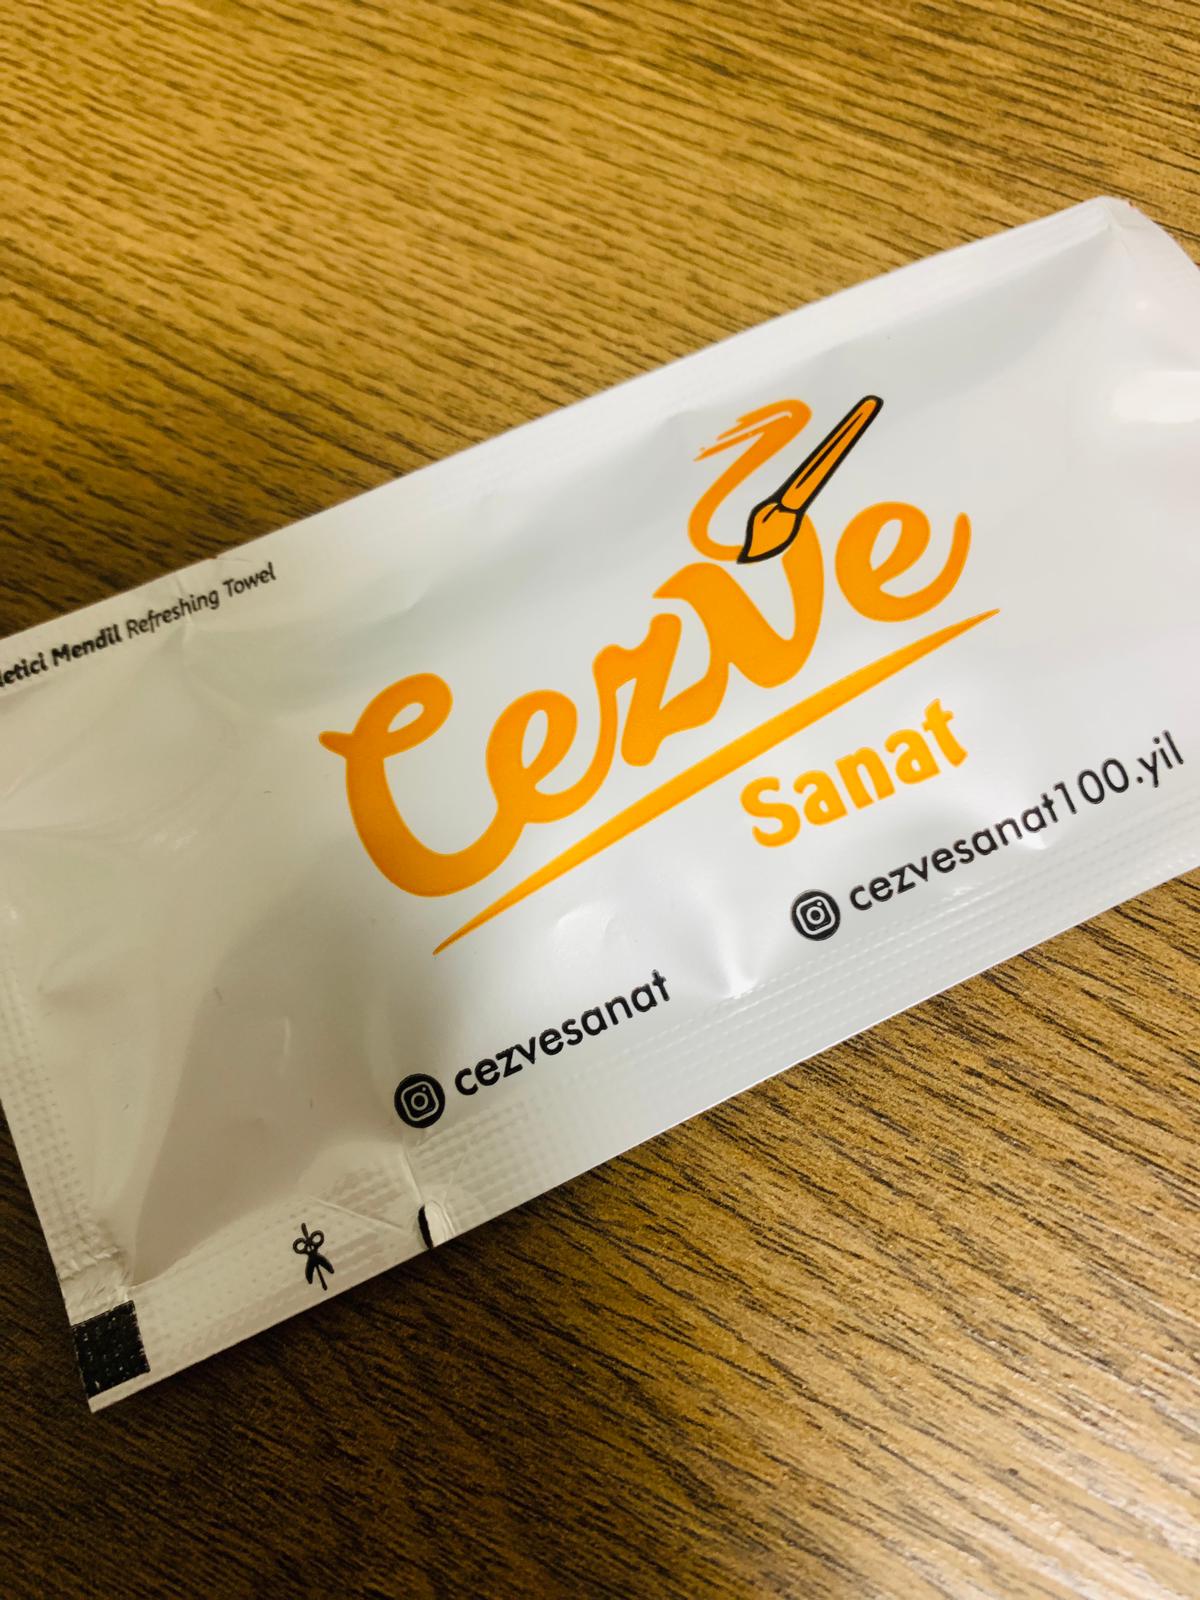 Mendil Refreshing Towel
Cezve
Sanat
cezvesanat
cezvesanat100.yil